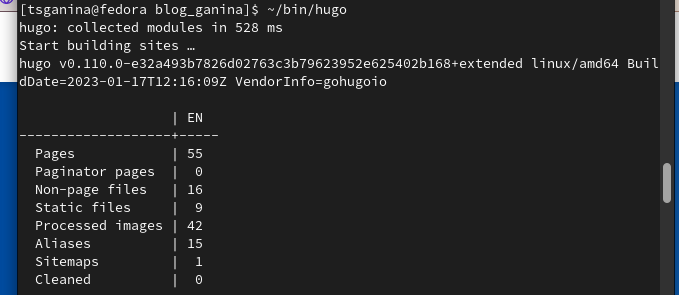 [tsganina@fedora blog_ganina]$ ~/bin/hugo
hugo: collected modules in 528 ms
Start building sites …
hugo v0.110.0-e32a493b7826d02763c3b79623952e625402b168+extended linux/amd64 Buil
dDate=2023-01-17T12:16:09Z VendorInfo=gohugoio
                   | EN
-------------------+-----
  Pages            | 55
  Paginator pages  |  0
  Non-page files   | 16
  Static files     |  9
  Processed images | 42
  Aliases          | 15
  Sitemaps         |  1
  Cleaned          |  0